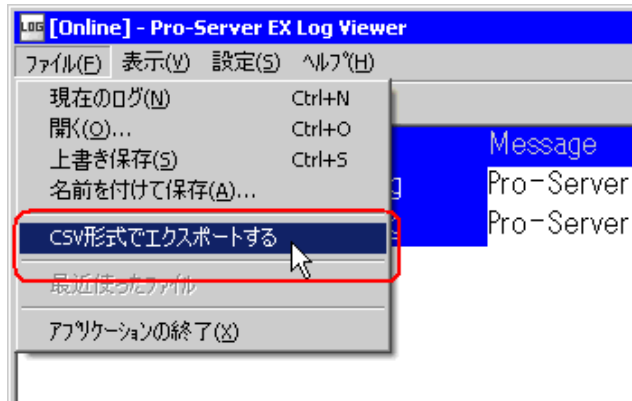 LOG [Online] - Pro-Server EX Log Viewer
ファイル(F) 表示(V) 設定(S) ヘルプ(H)
現在のログ(N) Ctrl+N
開く(O)... Ctrl+O
上書き保存(S) Ctrl+S
名前を付けて保存(A)...
CSV形式でエクスポートする
最近使ったファイル
アプリケーションの終了(X)
Message
g Pro-Server
Pro-Server